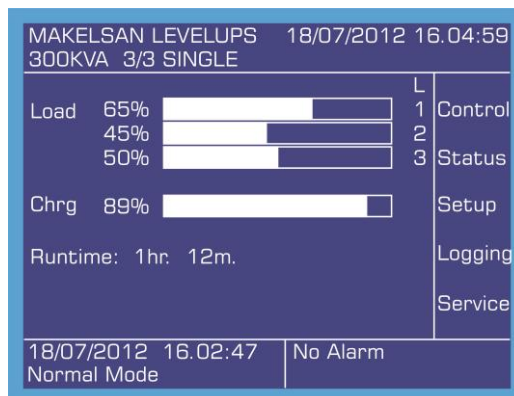 MAKELSAN LEVELUPS 18/07/2012 16.04:59
300KVA 3/3 SINGLE
L
Load 65% 1 Control
45% 2
50% 3 Status
Chrg 89% Setup
Runtime: 1hr. 12m. Logging
Service
18/07/2012 16.02:47 No Alarm
Normal Mode